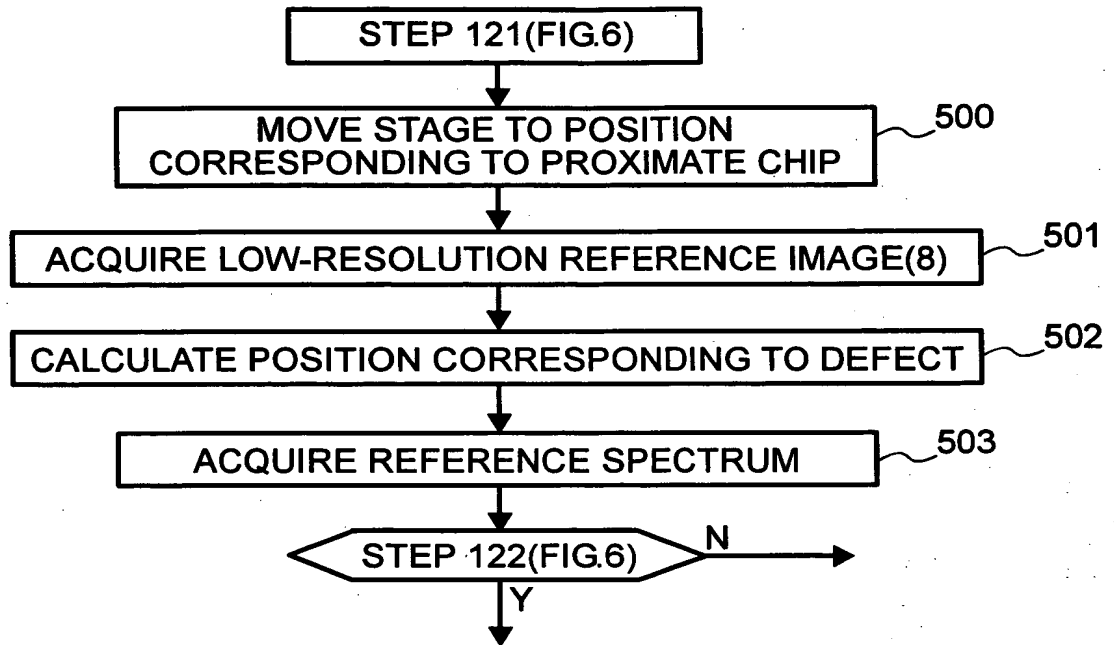 STEP 121(FIG.6)
MOVE STAGE TO POSITION
CORRESPONDING TO PROXIMATE CHIP
500
ACQUIRE LOW-RESOLUTION REFERENCE IMAGE(8)
501
CALCULATE POSITION CORRESPONDING TO DEFECT
502
ACQUIRE REFERENCE SPECTRUM
503
STEP 122(FIG.6)
N
Y